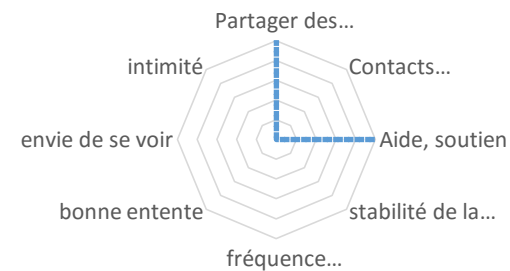 Partager des…
intimité
Contacts…
envie de se voir
Aide, soutien
bonne entente
stabilité de la…
fréquence…